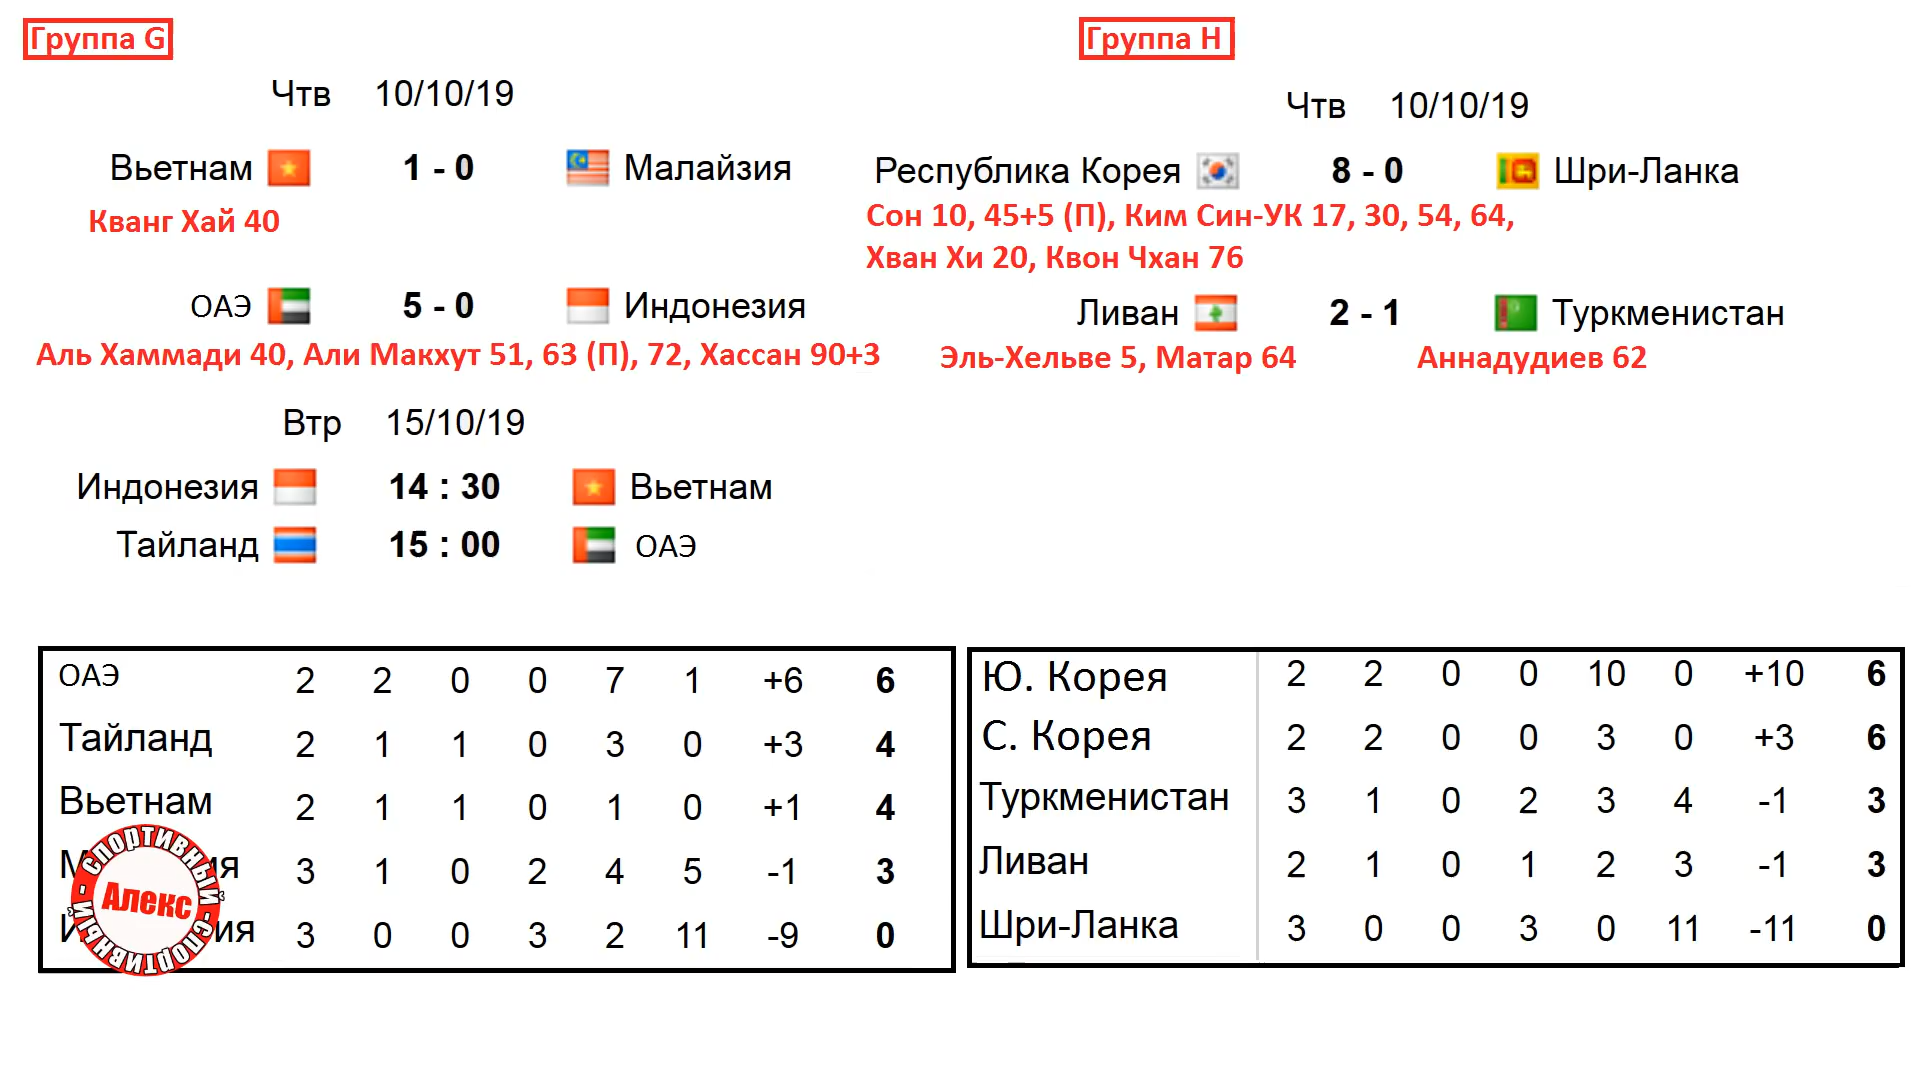 Группа G
Чтв 10/10/19
Вьетнам 1 - 0 Малайзия
Кванг Хай 40
ОАЭ 5 - 0 Индонезия
Аль Хаммади 40, Али Макхут 51, 63 (П), 72, Хассан 90+3
Втр 15/10/19
Индонезия 14 : 30 Вьетнам
Тайланд 15 : 00 ОАЭ
Группа H
Чтв 10/10/19
Республика Корея 8 - 0 Шри-Ланка
Сон 10, 45+5 (П), Ким Син-УК 17, 30, 54, 64,
Хван Хи 20, Квон Чхан 76
Ливан 2 - 1 Туркменистан
Эль-Хельве 5, Матар 64 Аннадудиев 62
ОАЭ 2 2 0 0 7 1 +6 6
Тайланд 2 1 1 0 3 0 +3 4
Вьетнам 2 1 1 0 1 0 +1 4
3 1 0 2 4 5 -1 3
3 0 0 3 2 11 -9 0
СПОРТИВНЫЙ
Алекс
СПОРТИВНЫЙ
Ю. Корея 2 2 0 0 10 0 +10 6
С. Корея 2 2 0 0 3 0 +3 6
Туркменистан 3 1 0 2 3 4 -1 3
Ливан 2 1 0 1 2 3 -1 3
Шри-Ланка 3 0 0 3 0 11 -11 0